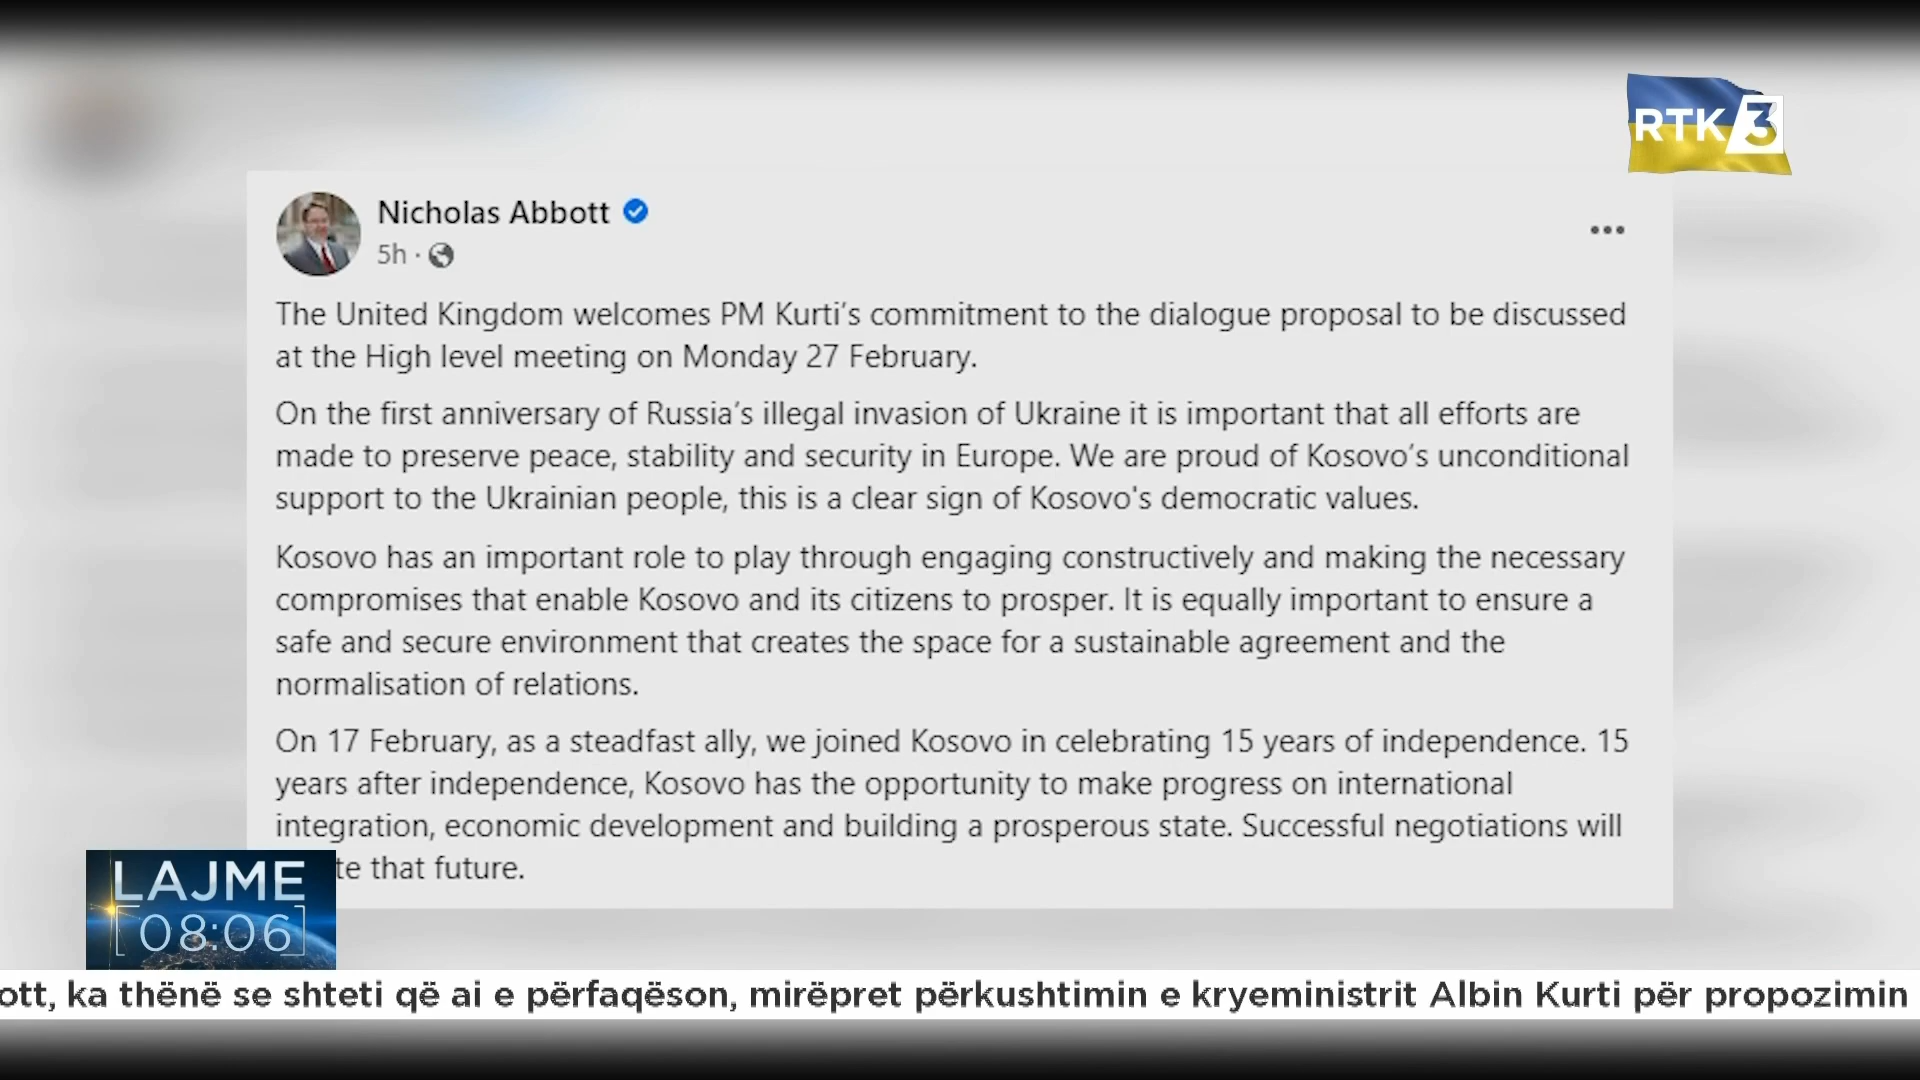 RTK 3
Nicholas Abbott
5h ·
The United Kingdom welcomes PM Kurti’s commitment to the dialogue proposal to be discussed
at the High level meeting on Monday 27 February.
On the first anniversary of Russia’s illegal invasion of Ukraine it is important that all efforts are
made to preserve peace, stability and security in Europe. We are proud of Kosovo’s unconditional
support to the Ukrainian people, this is a clear sign of Kosovo's democratic values.
Kosovo has an important role to play through engaging constructively and making the necessary
compromises that enable Kosovo and its citizens to prosper. It is equally important to ensure a
safe and secure environment that creates the space for a sustainable agreement and the
normalisation of relations.
On 17 February, as a steadfast ally, we joined Kosovo in celebrating 15 years of independence. 15
years after independence, Kosovo has the opportunity to make progress on international
integration, economic development and building a prosperous state. Successful negotiations will
that future.
LAJME
[08:06]
ka thënë se shteti që ai e përfaqëson, mirëpret përkushtimin e kryeministrit Albin Kurti për propozimin